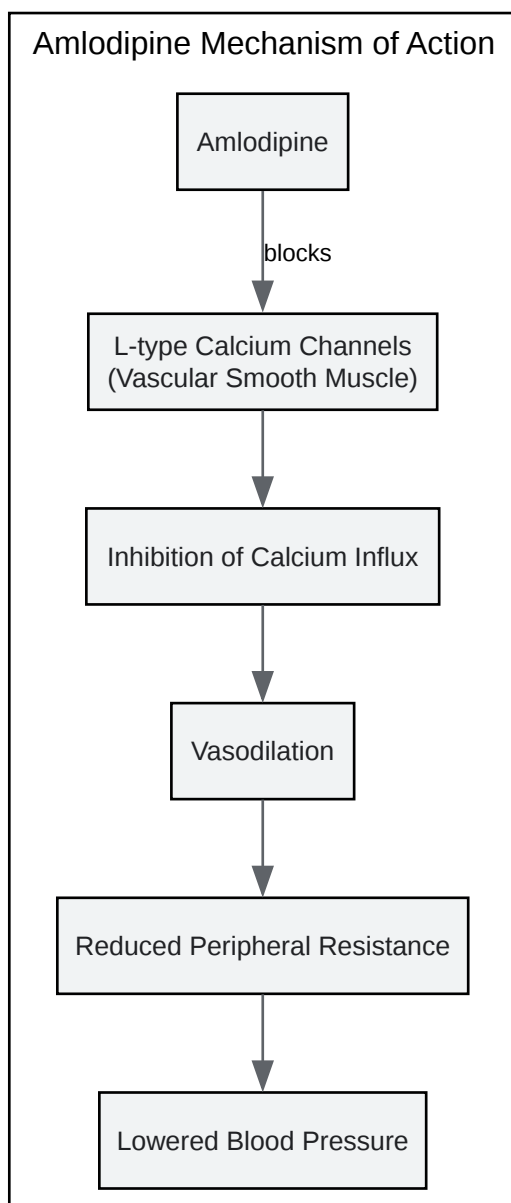 Amlodipine Mechanism of Action
Amlodipine
blocks
L-type Calcium Channels
(Vascular Smooth Muscle)
Inhibition of Calcium Influx
Vasodilation
Reduced Peripheral Resistance
Lowered Blood Pressure